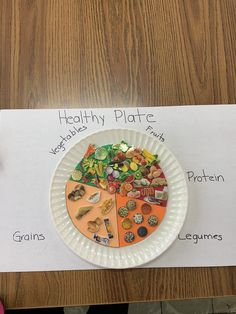 Healthy Plate
Vegetables
Fruits
Protein
Grains
Legumes